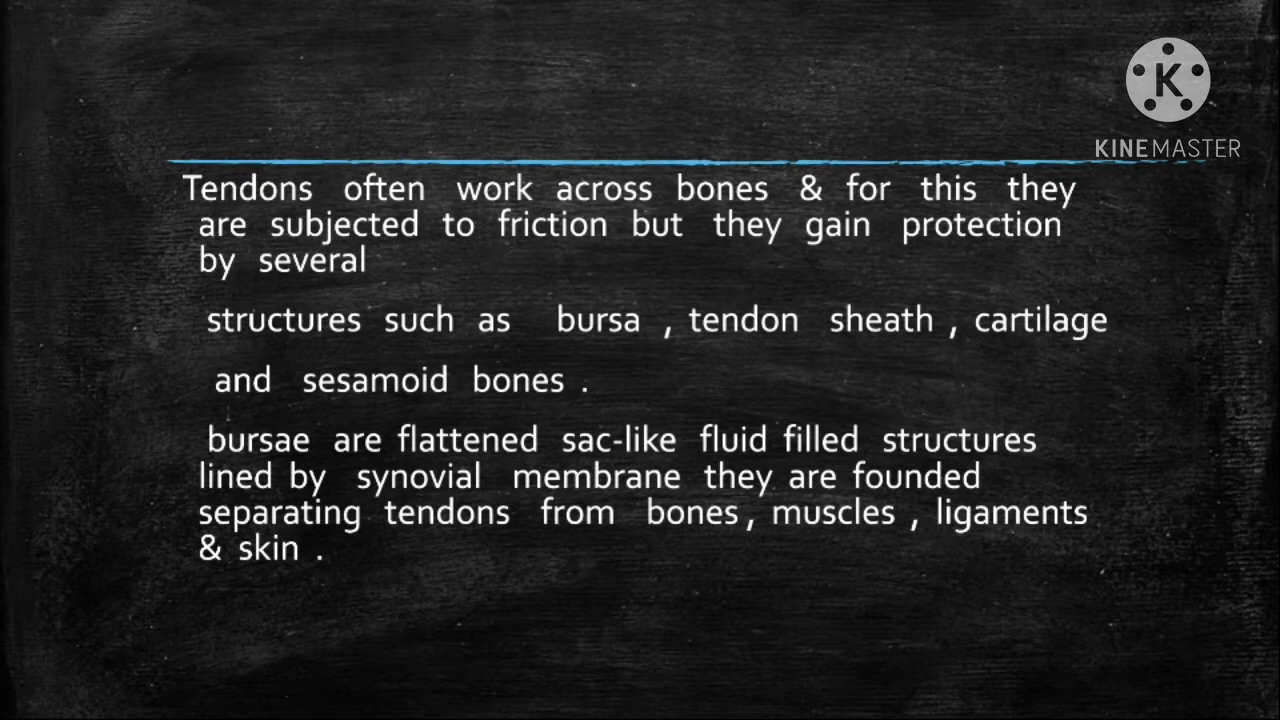 K
KINEMASTER
Tendons often work across bones & for this they
are subjected to friction but they gain protection
by several
structures such as bursa , tendon sheath , cartilage
and sesamoid bones .
bursae are flattened sac-like fluid filled structures
lined by synovial membrane they are founded
separating tendons from bones , muscles , ligaments
& skin .